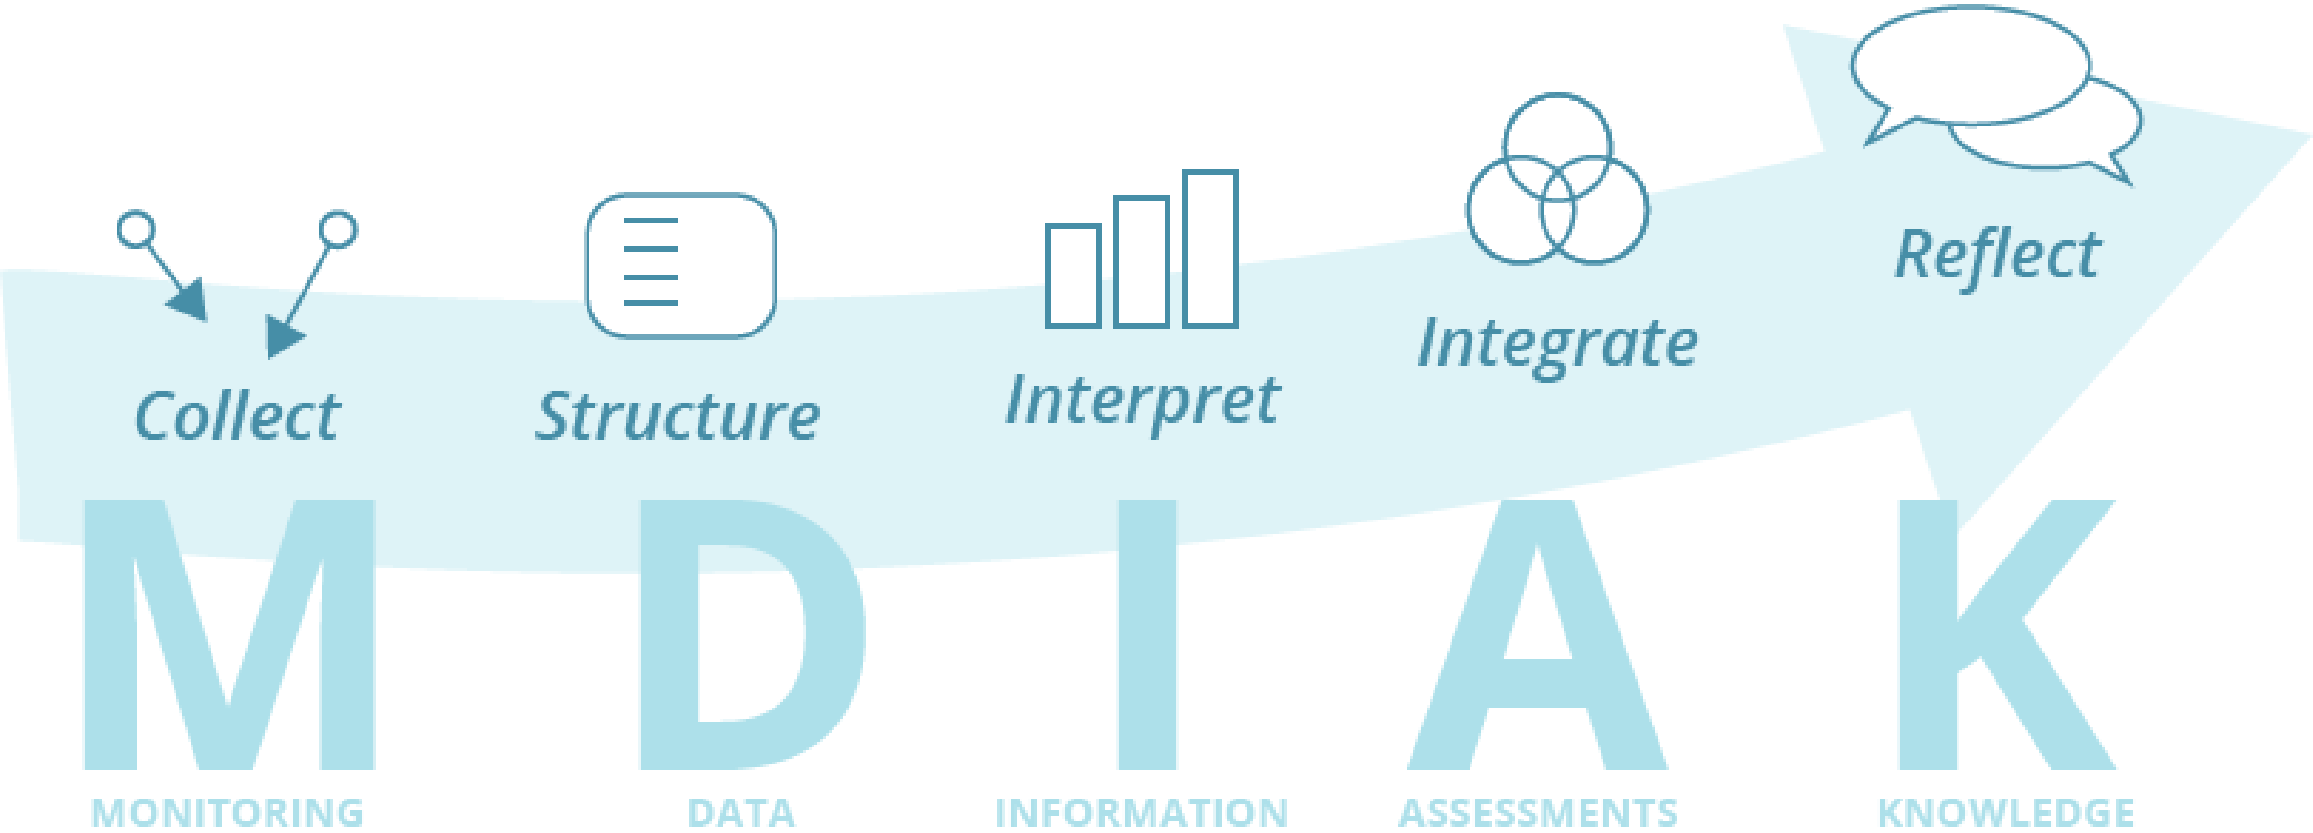 Collect
Structure
Interpret
Integrate
Reflect
M D I A K
MONITORING
DATA
INFORMATION
ASSESSMENTS
KNOWLEDGE